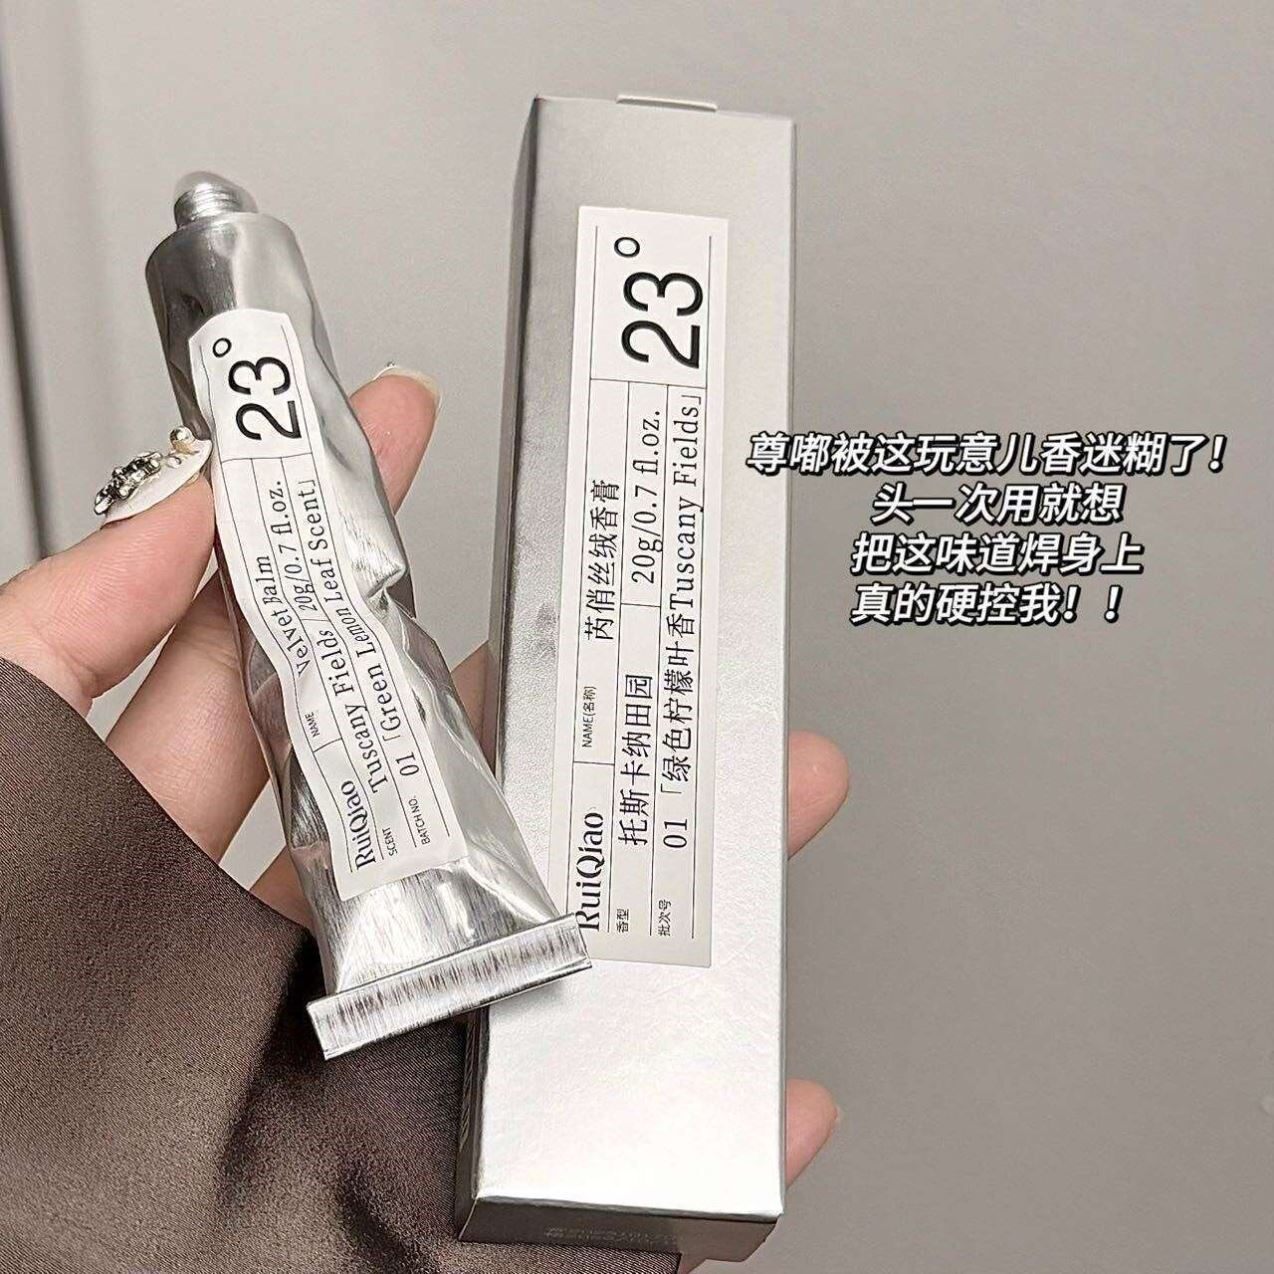 23°
Velvet Balm
NAME
Tuscany Fields / 20g/0.7 fl.oz.
01「Green Lemon Leaf Scent」
RuiQiao
SCENT
BATCH NO.
23°
芮俏丝绒香膏
NAME(名称)
托斯卡纳田园
20g/0.7 fl.oz.
01「绿色柠檬叶香Tuscany Fields」
RuiQiao
香型
批次号
尊嘟被这玩意儿香迷糊了!
头一次用就想
把这味道焊身上
真的硬控我!!